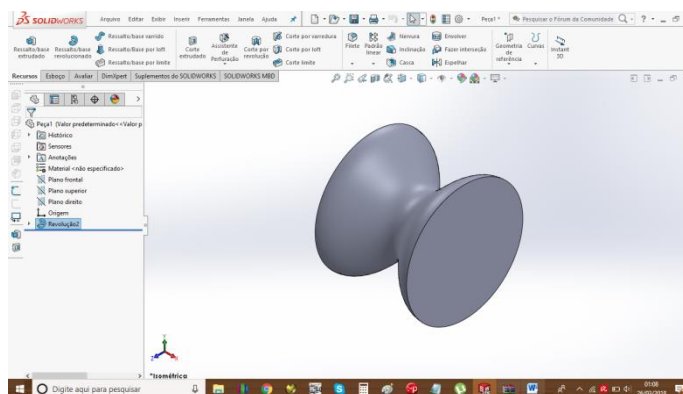 SOLIDWORKS Arquivo Editar Exibir Inserir Ferramentas Janela Ajuda Peça1* Pesquisar o Fórum da Comunidade
Ressalto/base extrudado
Ressalto/base revolucionado
Ressalto/base varrido
Ressalto/base por loft
Ressalto/base por limite
Corte extrudado
Assistente de Perfuração
Corte por revolução
Corte por varredura
Corte por loft
Corte limite
Filete
Padrão linear
Nervura
Inclinação
Casca
Envolver
Fazer interseção
Espelhar
Geometria de referência
Curvas
Instant 3D
Recursos Esboço Avaliar DimXpert Suplementos do SOLIDWORKS SOLIDWORKS MBD
Peça1 (Valor predeterminado<<Valor p
Histórico
Sensores
Anotações
Material <não especificado>
Plano frontal
Plano superior
Plano direito
Origem
Revolução2
*Isométrica
Digite aqui para pesquisar
01:08
26/02/2018